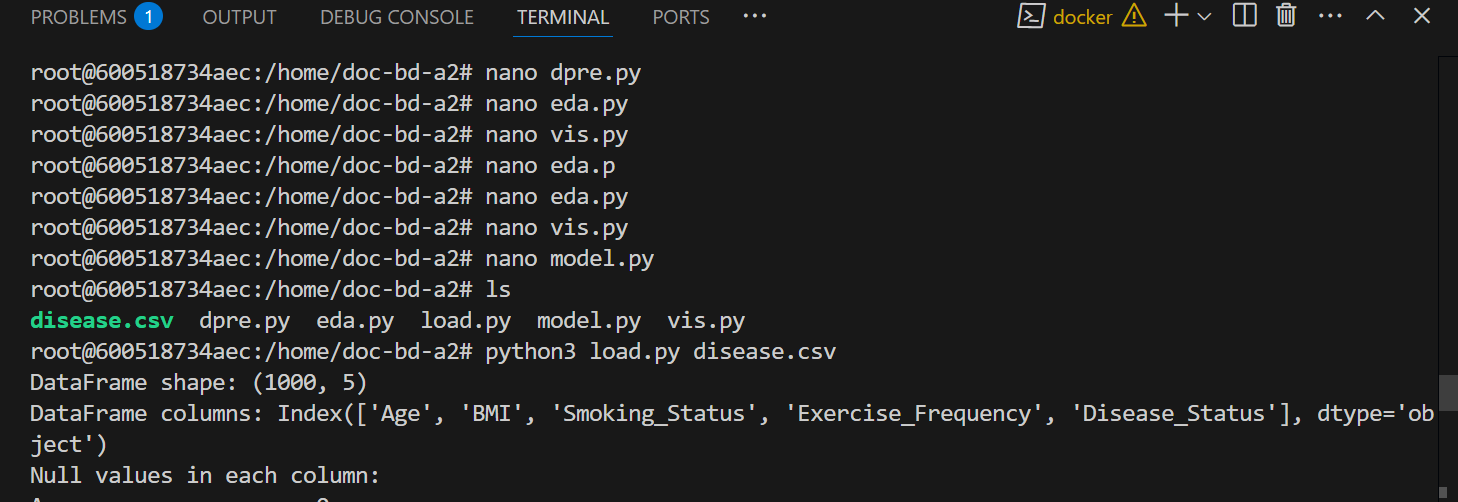 PROBLEMS 1 OUTPUT DEBUG CONSOLE TERMINAL PORTS ··· docker ···
root@600518734aec:/home/doc-bd-a2# nano dpre.py
root@600518734aec:/home/doc-bd-a2# nano eda.py
root@600518734aec:/home/doc-bd-a2# nano vis.py
root@600518734aec:/home/doc-bd-a2# nano eda.p
root@600518734aec:/home/doc-bd-a2# nano eda.py
root@600518734aec:/home/doc-bd-a2# nano vis.py
root@600518734aec:/home/doc-bd-a2# nano model.py
root@600518734aec:/home/doc-bd-a2# ls
disease.csv  dpre.py  eda.py  load.py  model.py  vis.py
root@600518734aec:/home/doc-bd-a2# python3 load.py disease.csv
DataFrame shape: (1000, 5)
DataFrame columns: Index(['Age', 'BMI', 'Smoking_Status', 'Exercise_Frequency', 'Disease_Status'], dtype='ob
ject')
Null values in each column: